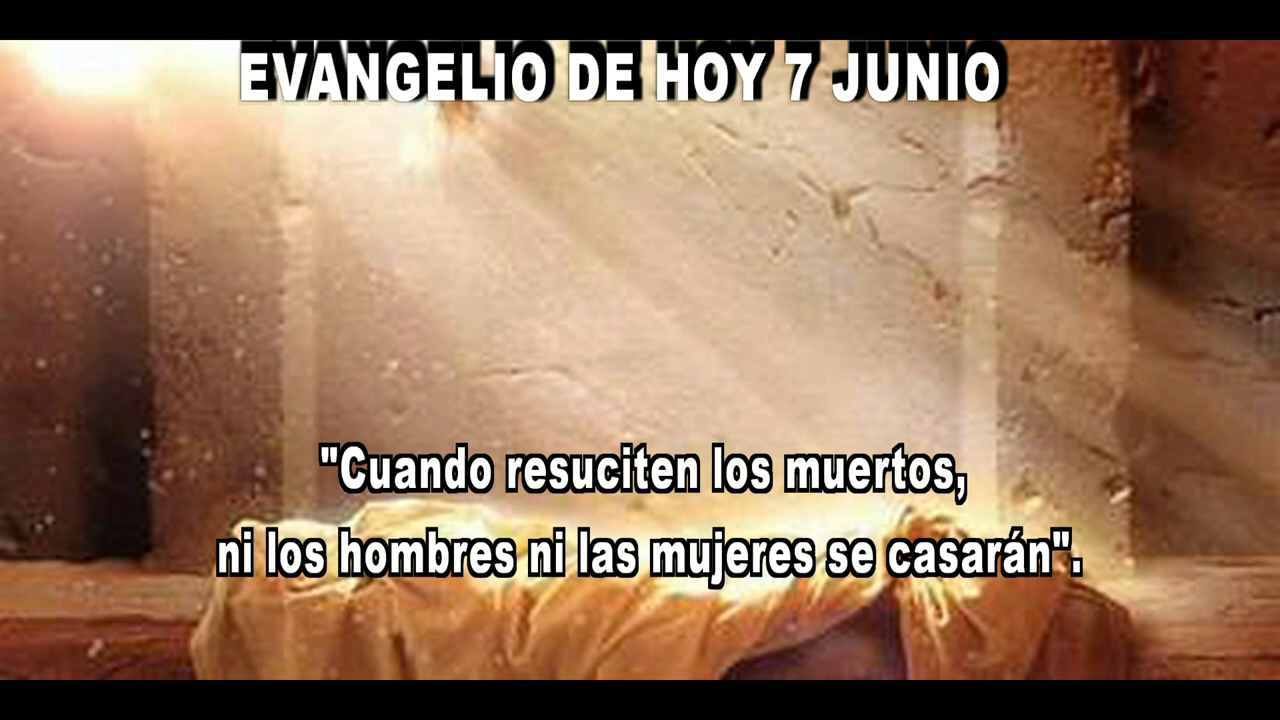 EVANGELIO DE HOY 7 JUNIO
"Cuando resuciten los muertos,
ni los hombres ni las mujeres se casarán".